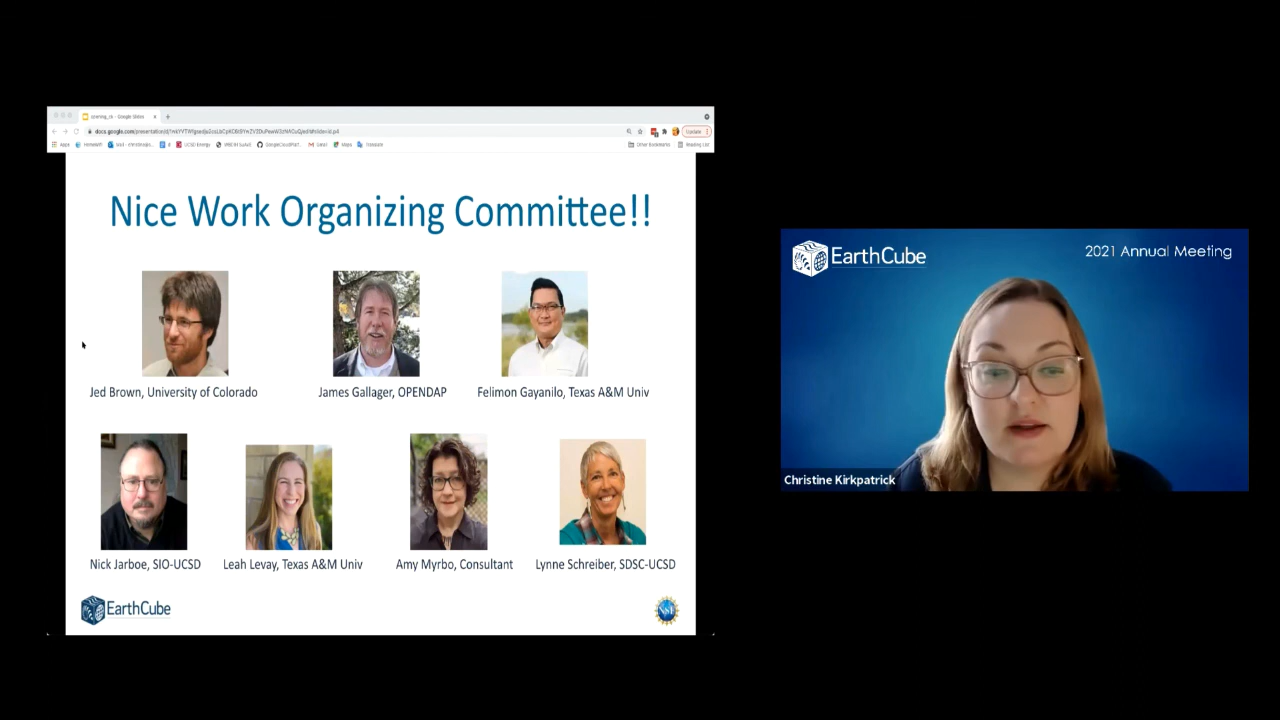 Nice Work Organizing Committee!!
Jed Brown, University of Colorado
James Gallager, OPENDAP
Felimon Gayanilo, Texas A&M Univ
Nick Jarboe, SIO-UCSD
Leah Levay, Texas A&M Univ
Amy Myrbo, Consultant
Lynne Schreiber, SDSC-UCSD
EarthCube
NSF
EarthCube
2021 Annual Meeting
Christine Kirkpatrick